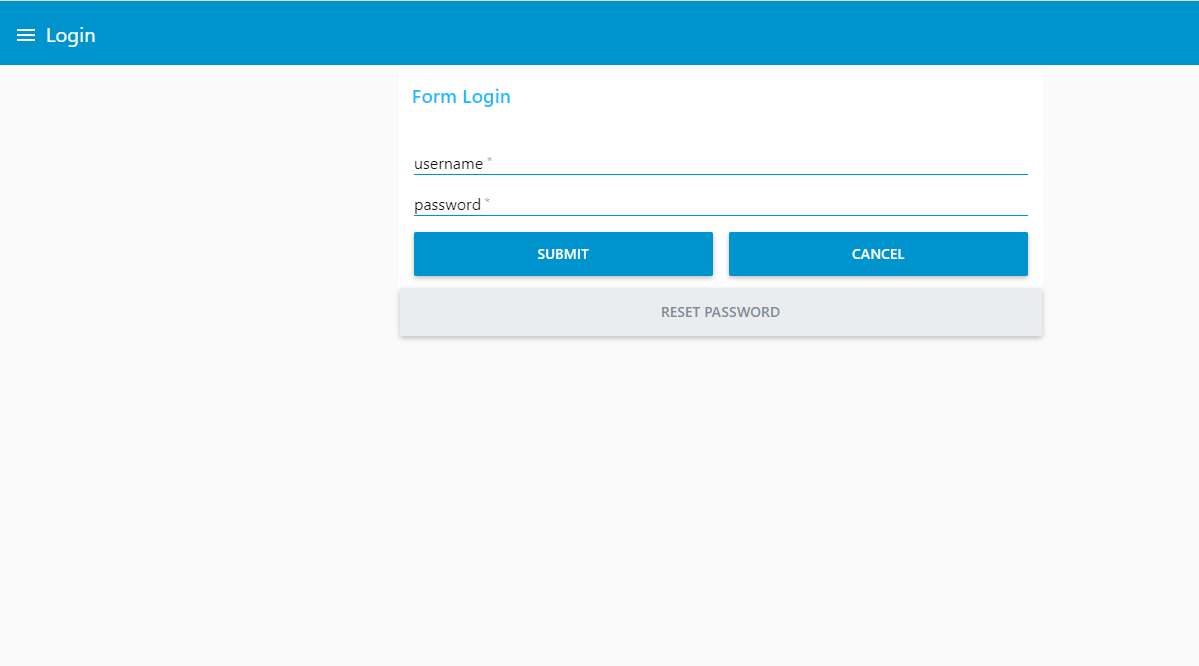 Login
Form Login
username *
password *
SUBMIT CANCEL
RESET PASSWORD